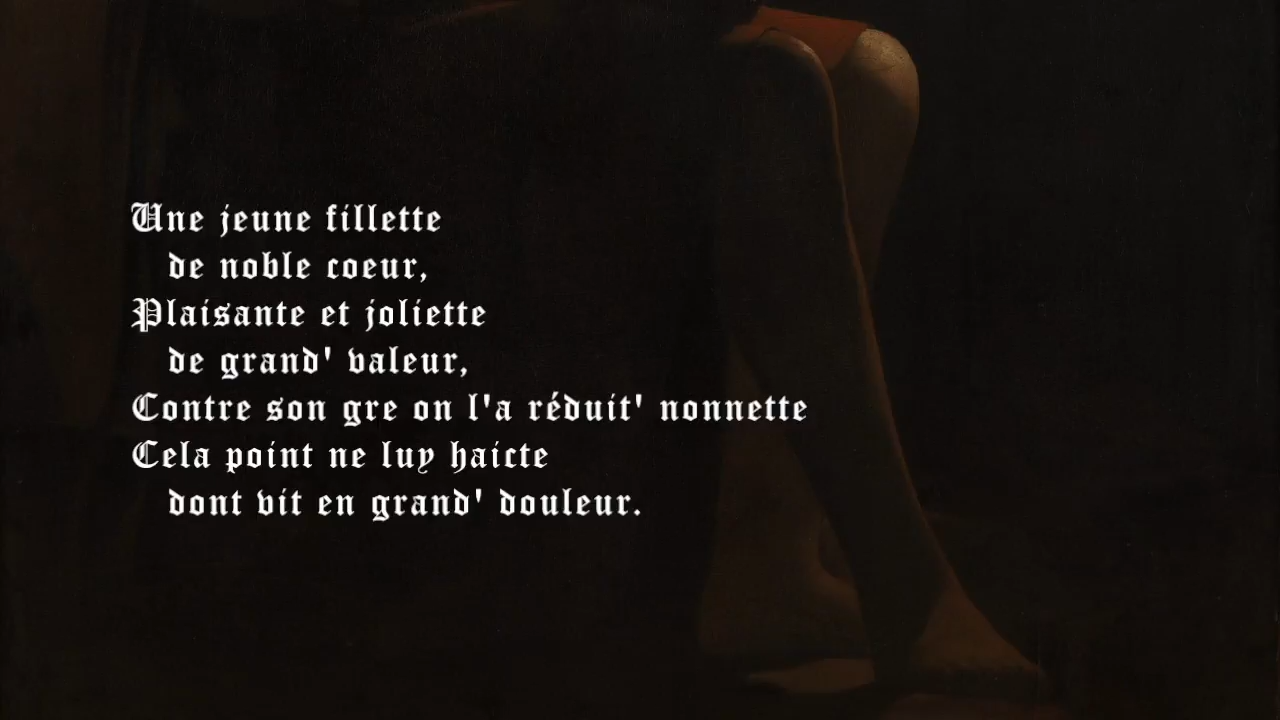 Une jeune fillette
de noble coeur,
Plaisante et joliette
de grand' valeur,
Contre son gre on l'a réduit' nonnette
Cela point ne luy haicte
dont vit en grand' douleur.